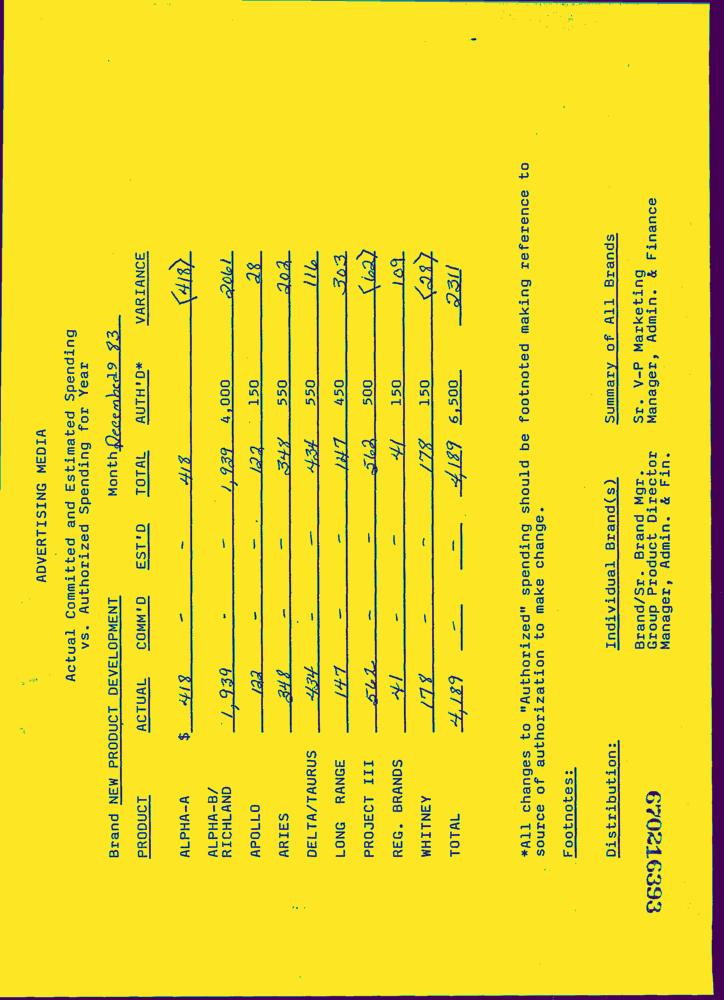 ADVERTISING MEDIA
Actual Committed and Estimated Spending
vs. Authorized Spending for Year
Brand NEW PRODUCT DEVELOPMENT Month December 19 83
PRODUCT ACTUAL COMM'D EST'D TOTAL AUTH'D* VARIANCE
ALPHA-A $ 418 - - 418 <418>
ALPHA-B/
RICHLAND 1,939 - - 1,939 4,000 2061
APOLLO 122 - - 122 150 28
ARIES 348 - - 348 550 202
DELTA/TAURUS 434 - - 434 550 116
LONG RANGE 147 - - 147 450 303
PROJECT III 562 - - 562 500 <62>
REG. BRANDS 41 - - 41 150 109
WHITNEY 178 - - 178 150 <28>
TOTAL 4,189 - - 4,189 6,500 2311
*All changes to "Authorized" spending should be footnoted making reference to
source of authorization to make change.
Footnotes:
Distribution: Individual Brand(s) Summary of All Brands
Brand/Sr. Brand Mgr. Sr. V-P Marketing
Group Product Director Manager, Admin. & Finance
Manager, Admin. & Fin.
670216393